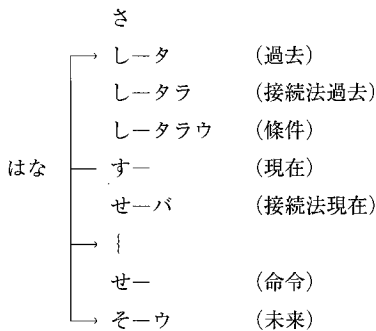 さ
しータ (過去)
しータラ (接続法過去)
しータラウ (條件)
はな すー (現在)
せーバ (接続法現在)
せー (命令)
そーウ (未来)